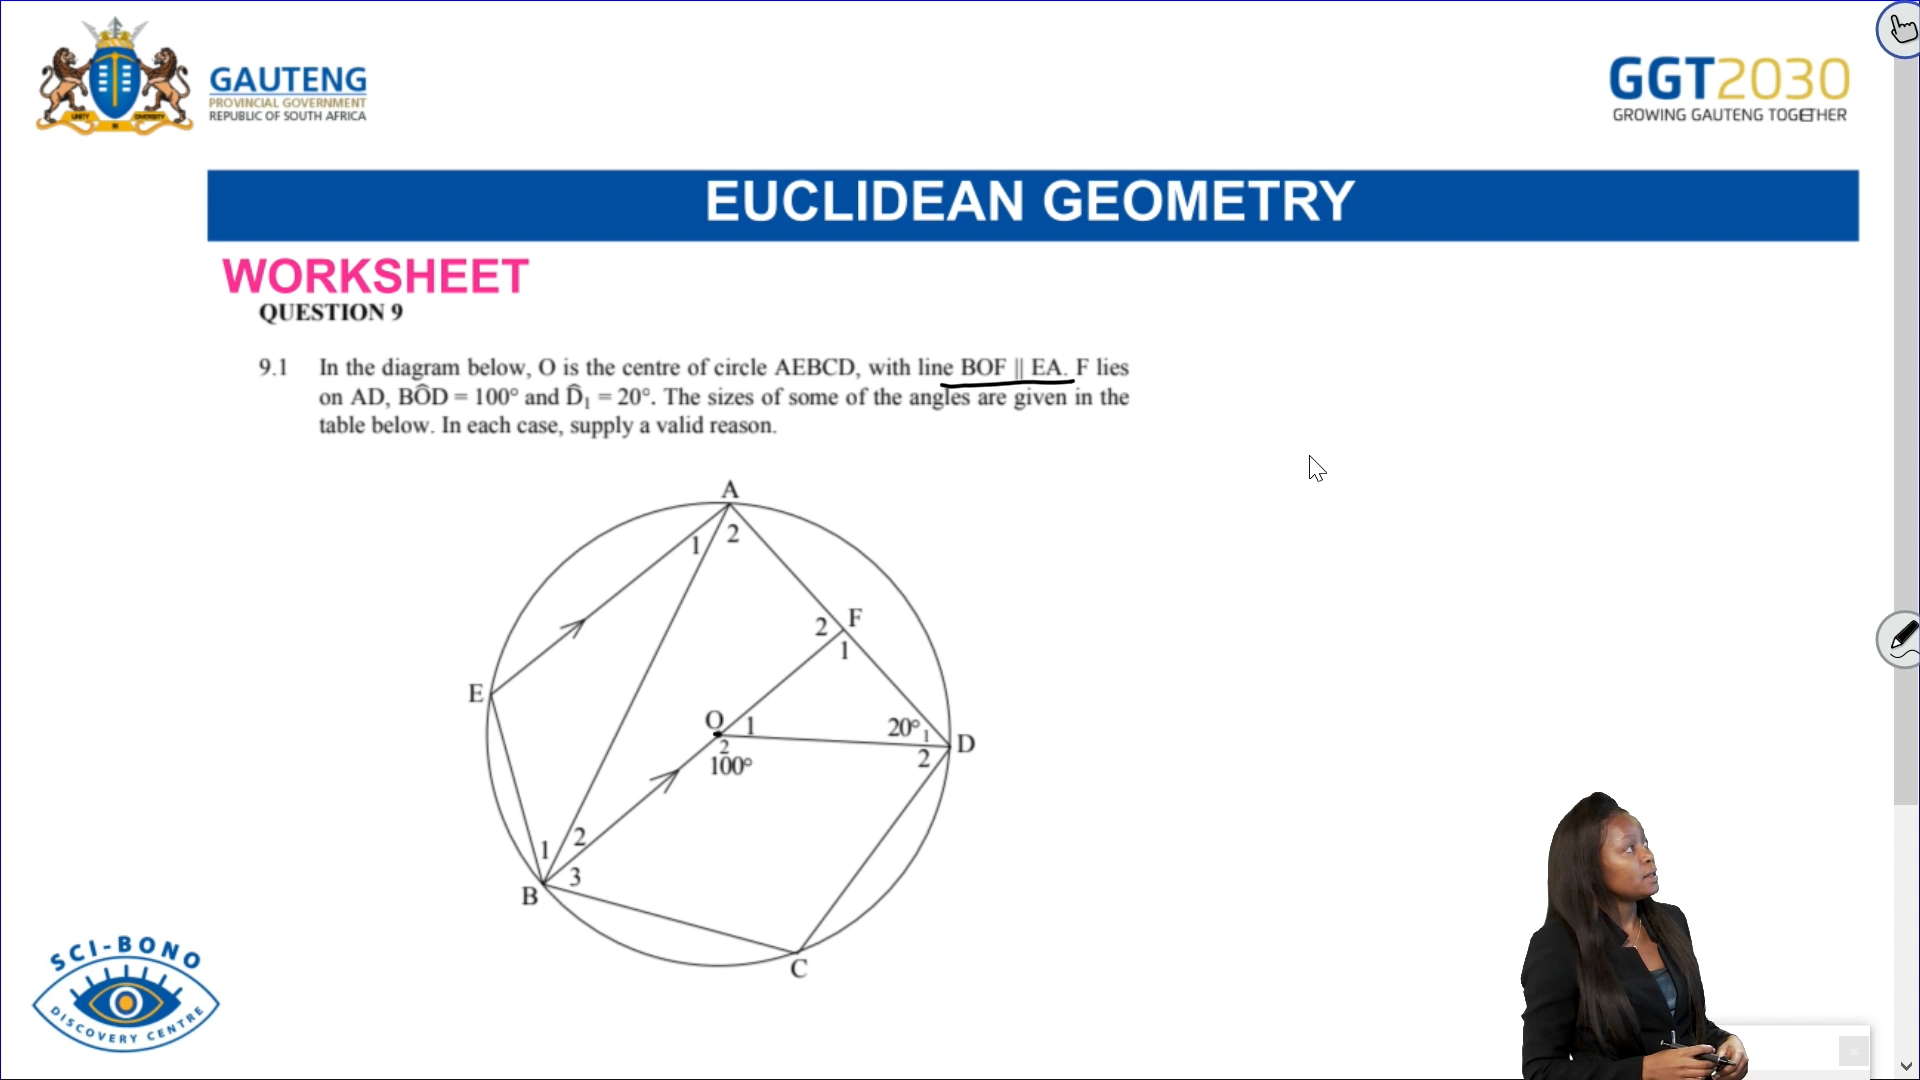 GAUTENG
PROVINCIAL GOVERNMENT
REPUBLIC OF SOUTH AFRICA
UNITY IN DIVERSITY
GGT2030
GROWING GAUTENG TOGETHER
EUCLIDEAN GEOMETRY
WORKSHEET
QUESTION 9
9.1 In the diagram below, O is the centre of circle AEBCD, with line BOF || EA. F lies
on AD, BÔD = 100° and D̂₁ = 20°. The sizes of some of the angles are given in the
table below. In each case, supply a valid reason.
A
1 2
2 F
1
E
O 1
20° 1 D
2
100°
2
2
1
3
B
C
SCI-BONO
DISCOVERY CENTRE